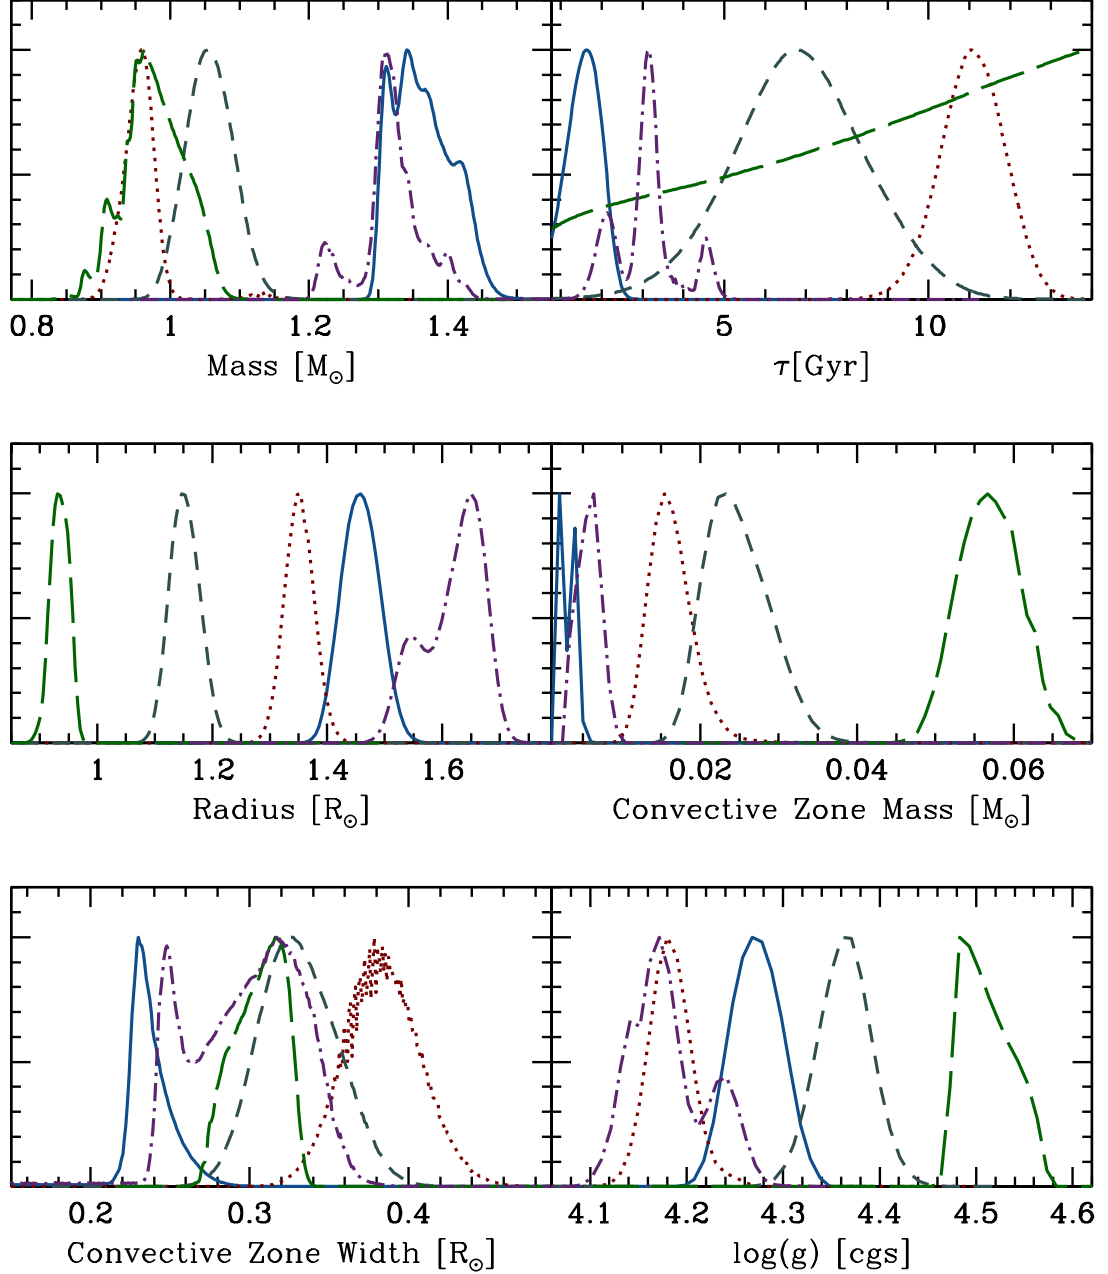 0.8 1 1.2 1.4 5 10
Mass [M⊙] τ[Gyr]
1 1.2 1.4 1.6 0.02 0.04 0.06
Radius [R⊙] Convective Zone Mass [M⊙]
0.2 0.3 0.4 4.1 4.2 4.3 4.4 4.5 4.6
Convective Zone Width [R⊙] log(g) [cgs]